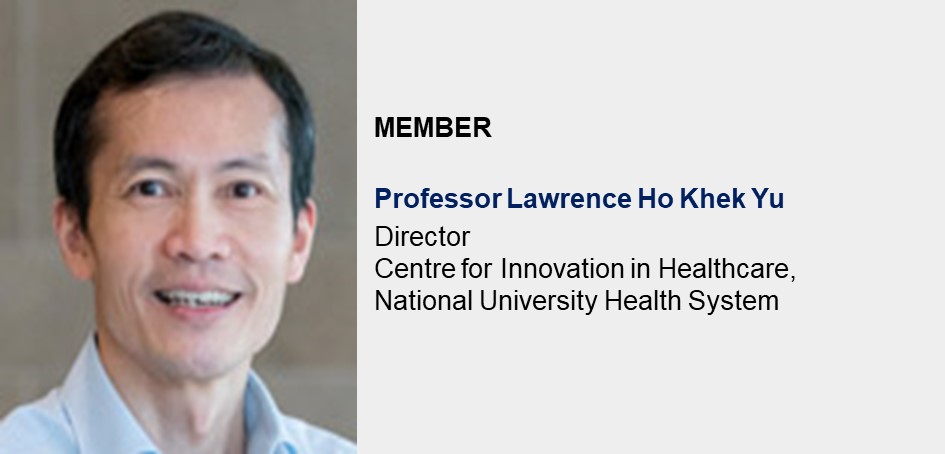 MEMBER
Professor Lawrence Ho Khek Yu
Director
Centre for Innovation in Healthcare,
National University Health System